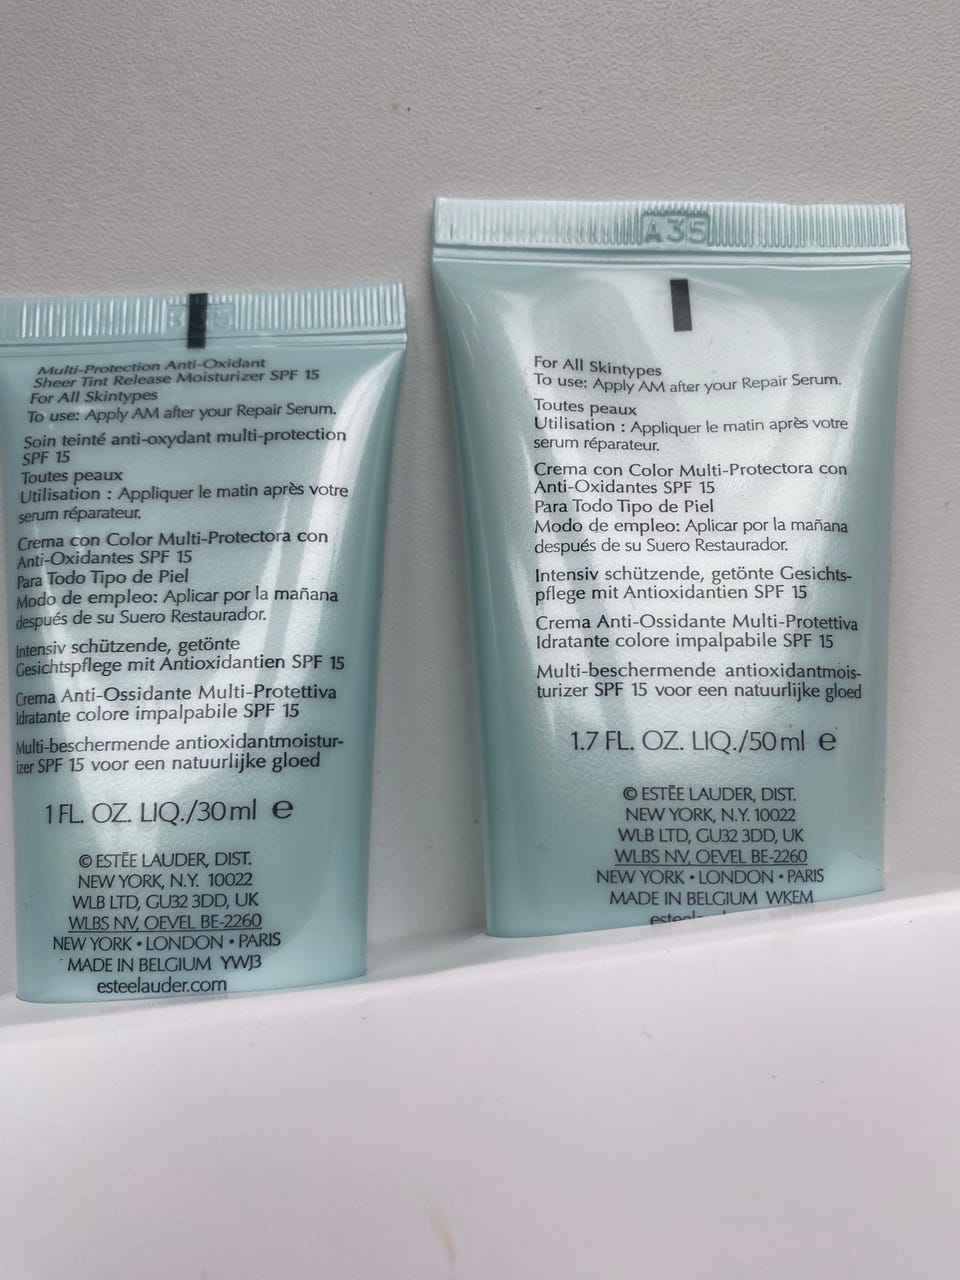 Multi-Protection Anti-Oxidant
Sheer Tint Release Moisturizer SPF 15
For All Skintypes
To use: Apply AM after your Repair Serum.
Soin teinté anti-oxydant multi-protection
SPF 15
Toutes peaux
Utilisation : Appliquer le matin après votre
serum réparateur.
Crema con Color Multi-Protectora con
Anti-Oxidantes SPF 15
Para Todo Tipo de Piel
Modo de empleo: Aplicar por la mañana
después de su Suero Restaurador.
Intensiv schützende, getönte
Gesichtspflege mit Antioxidantien SPF 15
Crema Anti-Ossidante Multi-Protettiva
Idratante colore impalpabile SPF 15
Multi-beschermende antioxidantmoistur-
izer SPF 15 voor een natuurlijke gloed
1 FL. OZ. LIQ./30 ml ℮
© ESTĒE LAUDER, DIST.
NEW YORK, N.Y. 10022
WLB LTD, GU32 3DD, UK
WLBS NV, OEVEL BE-2260
NEW YORK • LONDON • PARIS
MADE IN BELGIUM YWJ3
esteelauder.com
A35
For All Skintypes
To use: Apply AM after your Repair Serum.
Toutes peaux
Utilisation : Appliquer le matin après votre
serum réparateur.
Crema con Color Multi-Protectora con
Anti-Oxidantes SPF 15
Para Todo Tipo de Piel
Modo de empleo: Aplicar por la mañana
después de su Suero Restaurador.
Intensiv schützende, getönte Gesichts-
pflege mit Antioxidantien SPF 15
Crema Anti-Ossidante Multi-Protettiva
Idratante colore impalpabile SPF 15
Multi-beschermende antioxidantmois-
turizer SPF 15 voor een natuurlijke gloed
1.7 FL. OZ. LIQ./50 ml ℮
© ESTĒE LAUDER, DIST.
NEW YORK, N.Y. 10022
WLB LTD, GU32 3DD, UK
WLBS NV, OEVEL BE-2260
NEW YORK • LONDON • PARIS
MADE IN BELGIUM WKEM